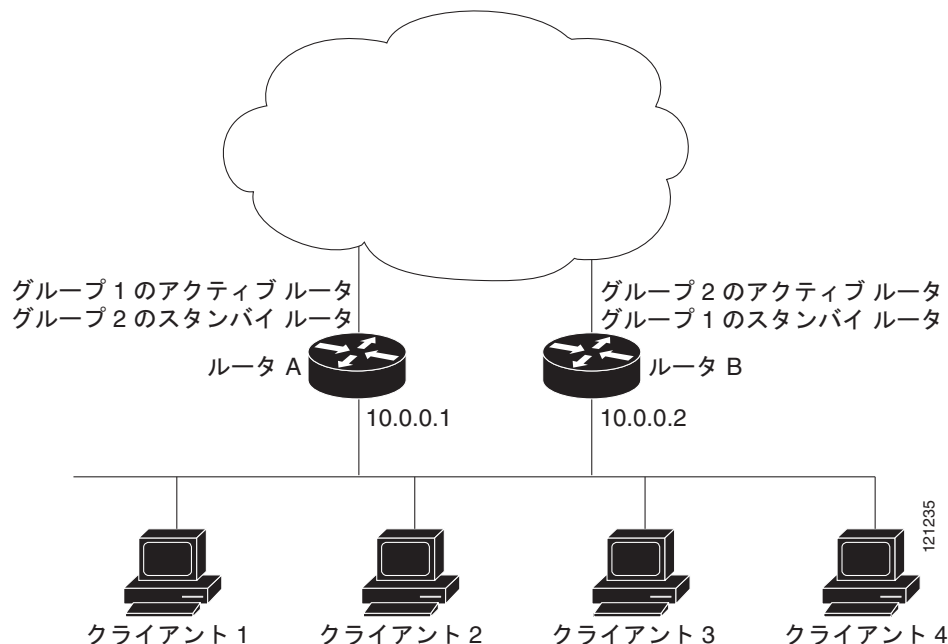 グループ 1 のアクティブ ルータ
グループ 2 のスタンバイ ルータ
グループ 2 のアクティブ ルータ
グループ 1 のスタンバイ ルータ
ルータ A
ルータ B
10.0.0.1
10.0.0.2
121235
クライアント 1
クライアント 2
クライアント 3
クライアント 4